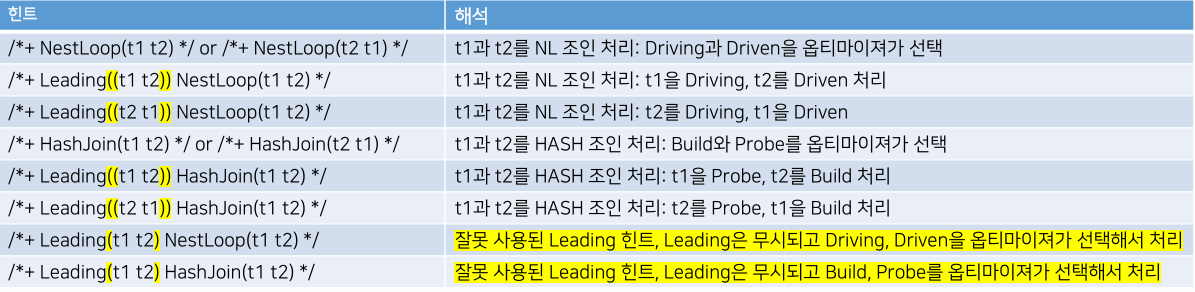 힌트 해석
/*+ NestLoop(t1 t2) */ or /*+ NestLoop(t2 t1) */ t1과 t2를 NL 조인 처리: Driving과 Driven을 옵티마이져가 선택
/*+ Leading((t1 t2)) NestLoop(t1 t2) */ t1과 t2를 NL 조인 처리: t1을 Driving, t2를 Driven 처리
/*+ Leading((t2 t1)) NestLoop(t1 t2) */ t1과 t2를 NL 조인 처리: t2를 Driving, t1을 Driven
/*+ HashJoin(t1 t2) */ or /*+ HashJoin(t2 t1) */ t1과 t2를 HASH 조인 처리: Build와 Probe를 옵티마이져가 선택
/*+ Leading((t1 t2)) HashJoin(t1 t2) */ t1과 t2를 HASH 조인 처리: t1을 Probe, t2를 Build 처리
/*+ Leading((t2 t1)) HashJoin(t1 t2) */ t1과 t2를 HASH 조인 처리: t2를 Probe, t1을 Build 처리
/*+ Leading(t1 t2) NestLoop(t1 t2) */ 잘못 사용된 Leading 힌트, Leading은 무시되고 Driving, Driven을 옵티마이져가 선택해서 처리
/*+ Leading(t1 t2) HashJoin(t1 t2) */ 잘못 사용된 Leading 힌트, Leading은 무시되고 Build, Probe를 옵티마이져가 선택해서 처리